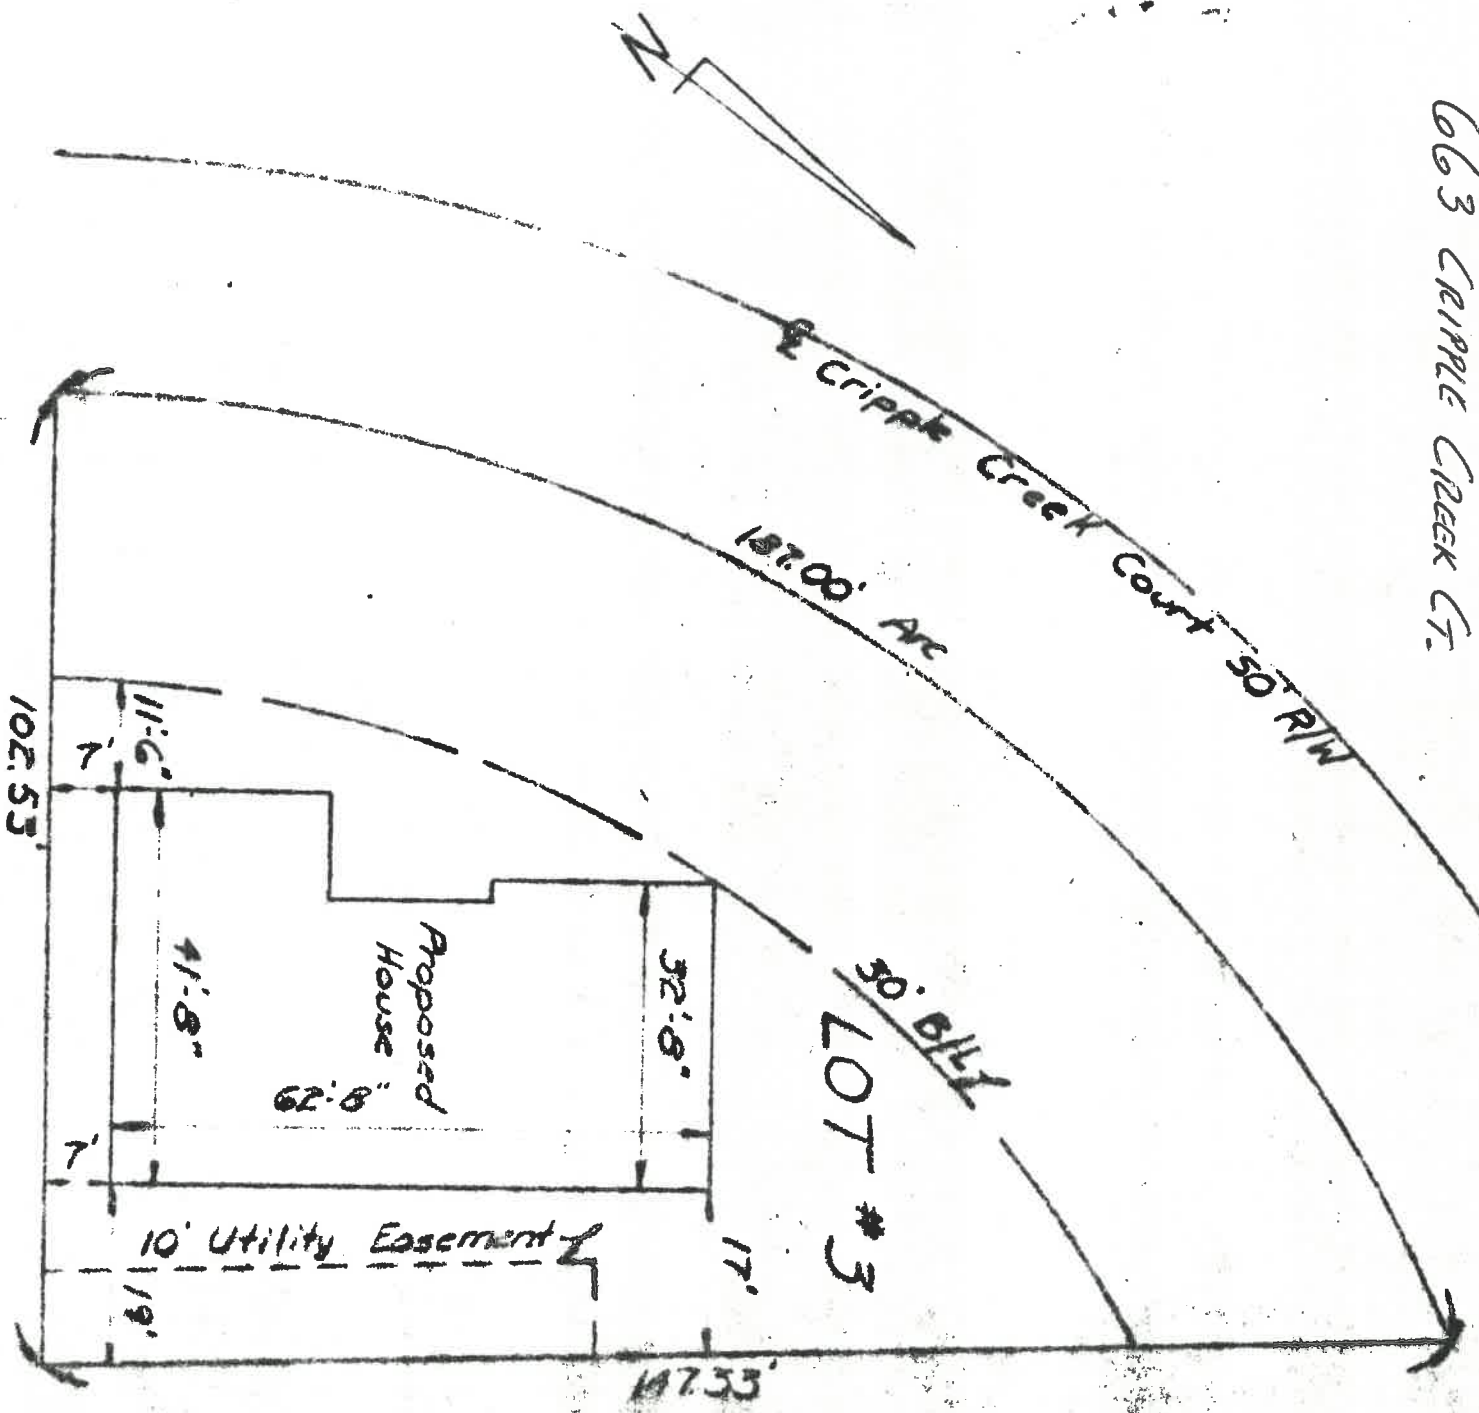 663 CRIPPLE CREEK CT.
N
℄ Cripple Creek Court 50' R/W
187.00' Arc
30' B/L
LOT #3
11'-6"
7'
102.53'
41'-8"
Proposed
House
32'-8"
62'-8"
7'
10' Utility Easement
19'
17'
147.33'